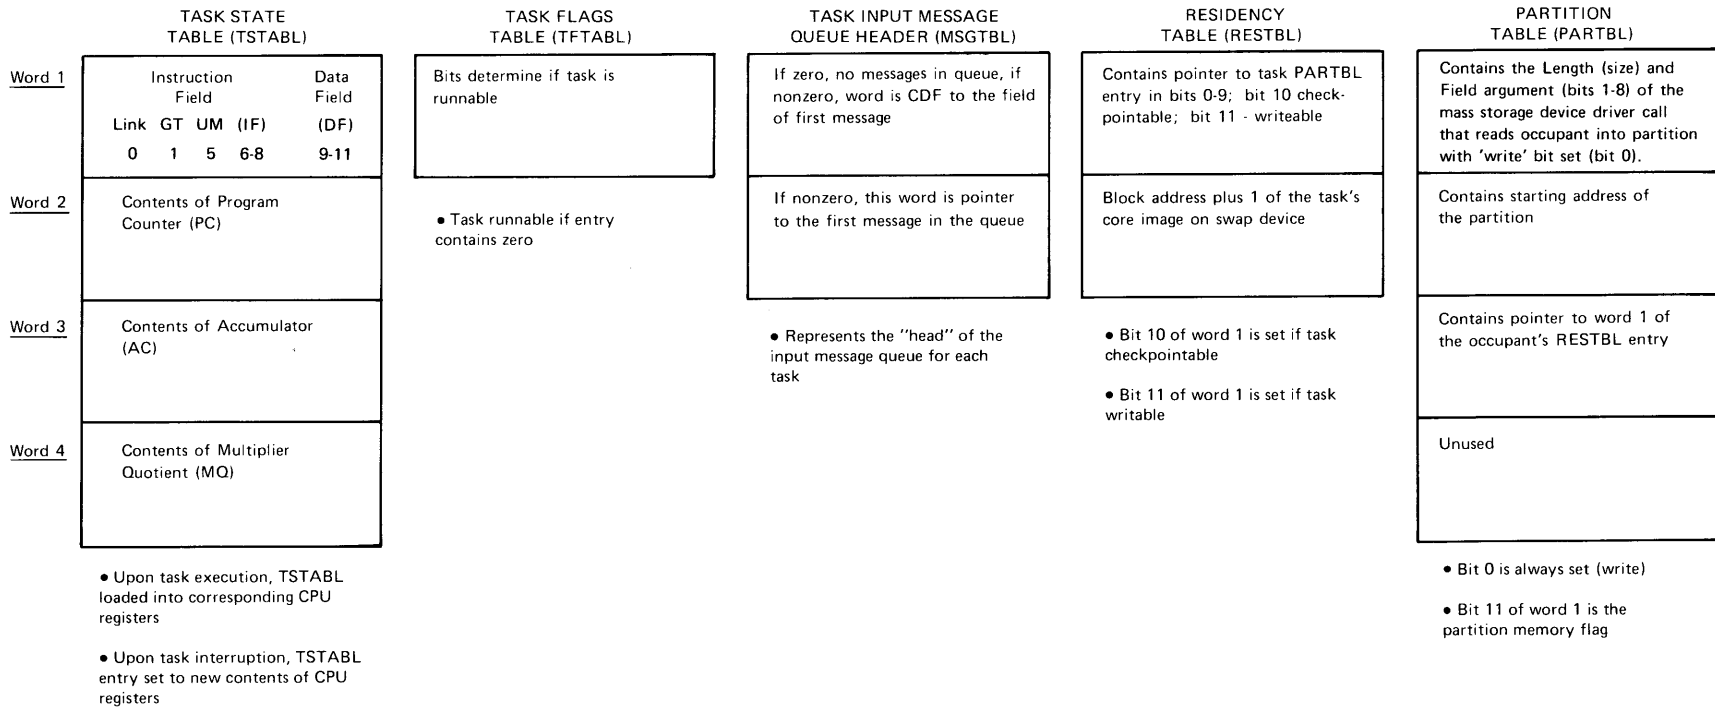 TASK STATE
TABLE (TSTABL)
TASK FLAGS
TABLE (TFTABL)
TASK INPUT MESSAGE
QUEUE HEADER (MSGTBL)
RESIDENCY
TABLE (RESTBL)
PARTITION
TABLE (PARTBL)
Word 1
Instruction Data
Field Field
Link GT UM (IF) (DF)
0 1 5 6-8 9-11
Word 2
Contents of Program
Counter (PC)
Word 3
Contents of Accumulator
(AC)
Word 4
Contents of Multiplier
Quotient (MQ)
• Upon task execution, TSTABL
loaded into corresponding CPU
registers
• Upon task interruption, TSTABL
entry set to new contents of CPU
registers
Bits determine if task is
runnable
• Task runnable if entry
contains zero
If zero, no messages in queue, if
nonzero, word is CDF to the field
of first message
If nonzero, this word is pointer
to the first message in the queue
• Represents the "head" of the
input message queue for each
task
Contains pointer to task PARTBL
entry in bits 0-9; bit 10 check-
pointable; bit 11 - writeable
Block address plus 1 of the task's
core image on swap device
• Bit 10 of word 1 is set if task
checkpointable
• Bit 11 of word 1 is set if task
writable
Contains the Length (size) and
Field argument (bits 1-8) of the
mass storage device driver call
that reads occupant into partition
with 'write' bit set (bit 0).
Contains starting address of
the partition
Contains pointer to word 1 of
the occupant's RESTBL entry
Unused
• Bit 0 is always set (write)
• Bit 11 of word 1 is the
partition memory flag